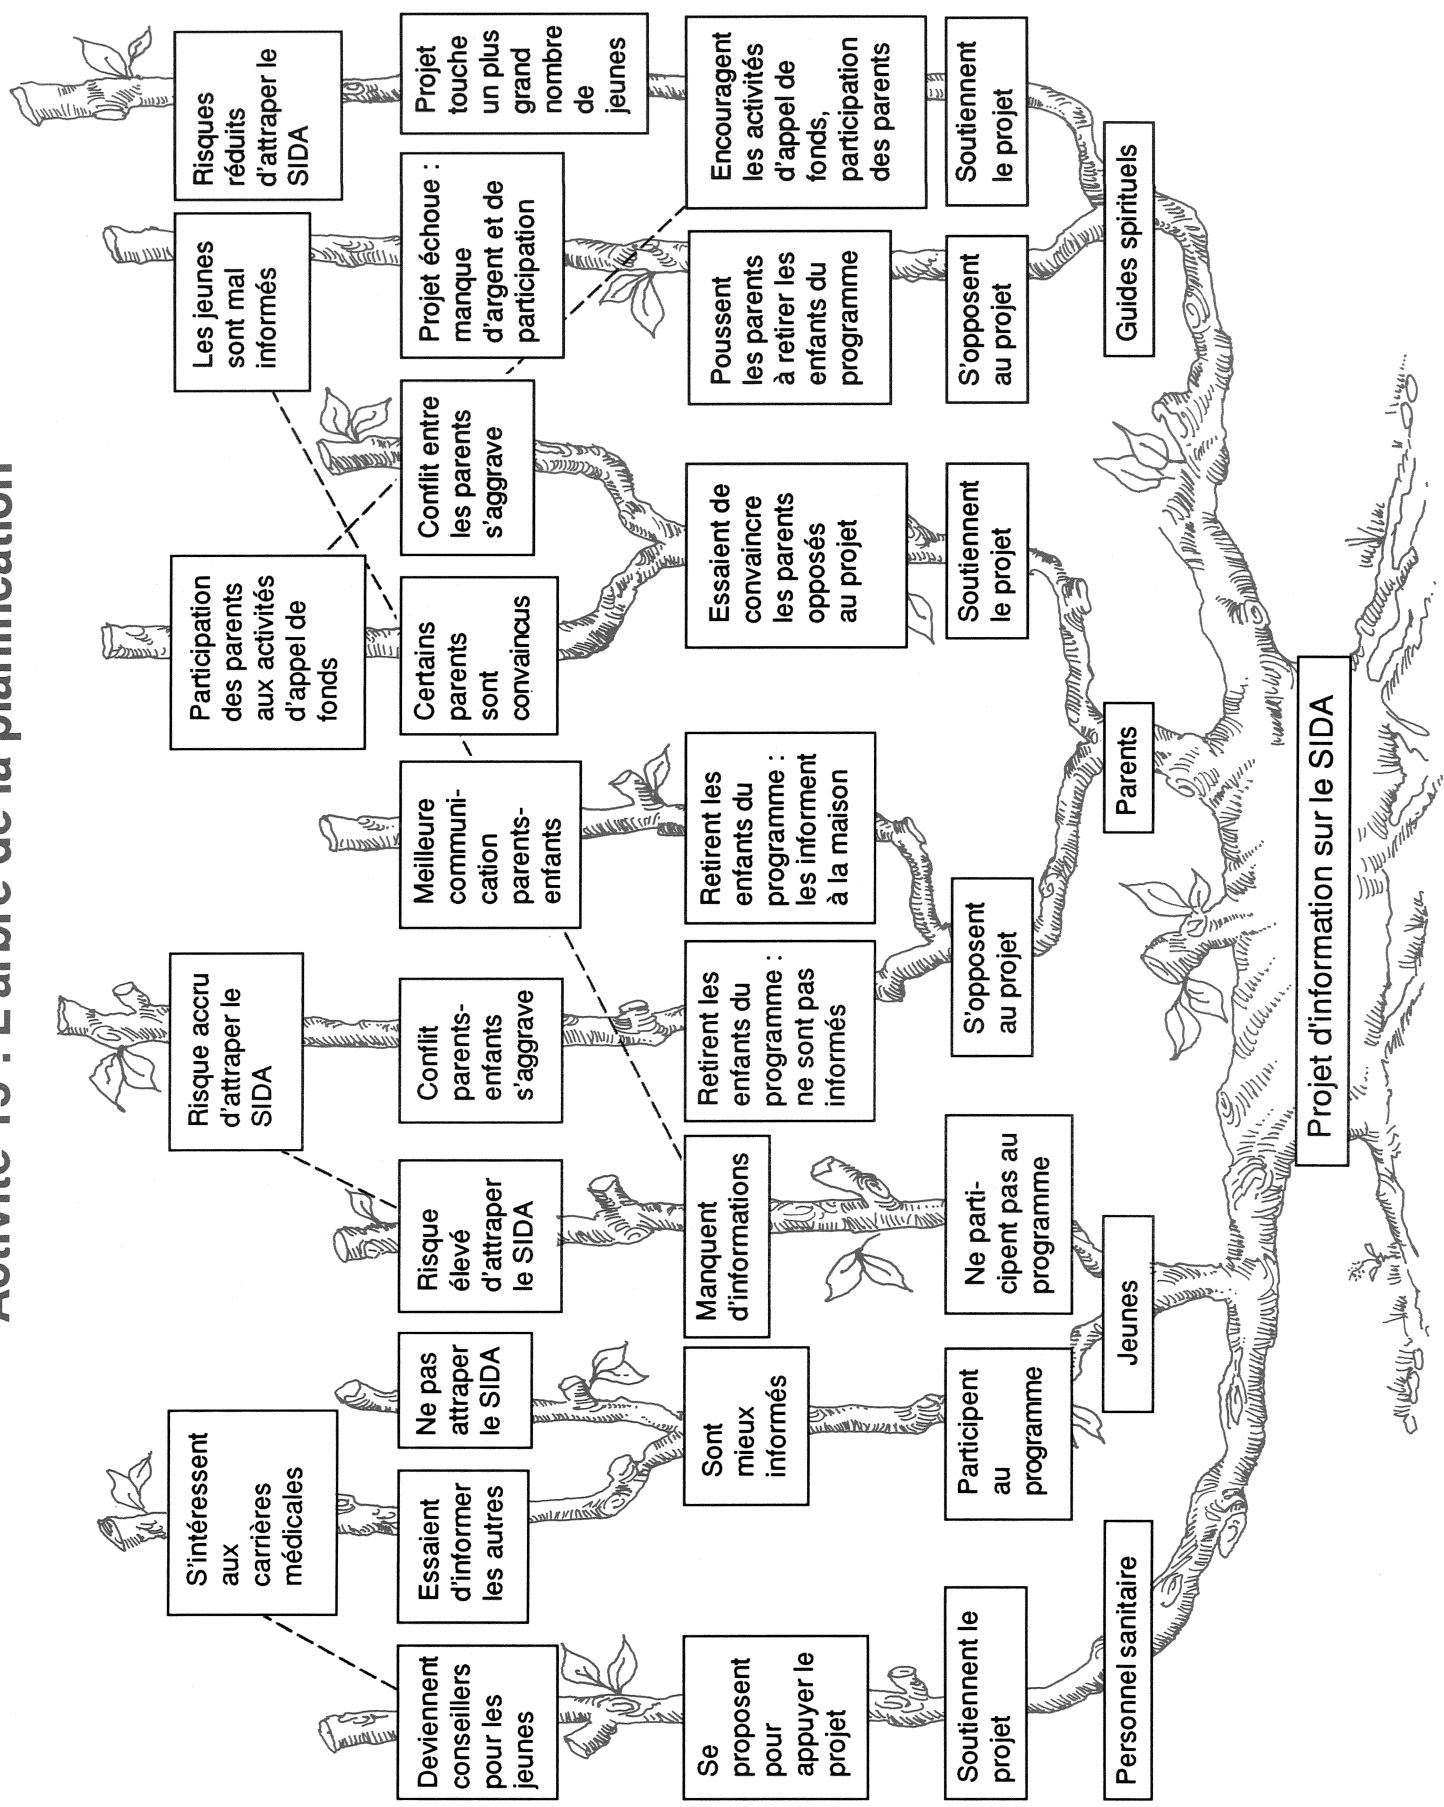 Activité : L'arbre de la planification
S'intéressent
aux
carrières
médicales
Risque accru
d'attraper le
SIDA
Participation
des parents
aux activités
d'appel de
fonds
Les jeunes
sont mal
informés
Risques
réduits
d'attraper le
SIDA
Deviennent
conseillers
pour les
jeunes
Essaient
d'informer
les autres
Ne pas
attraper
le SIDA
Risque
élevé
d'attraper
le SIDA
Conflit
parents-
enfants
s'aggrave
Meilleure
communi-
cation
parents-
enfants
Certains
parents
sont
convaincus
Conflit entre
les parents
s'aggrave
Projet échoue :
manque
d'argent et de
participation
Projet
touche
un plus
grand
nombre
de
jeunes
Se
proposent
pour
appuyer le
projet
Sont
mieux
informés
Manquent
d'informations
Retirent les
enfants du
programme :
ne sont pas
informés
Retirent les
enfants du
programme :
les informent
à la maison
Essaient de
convaincre
les parents
opposés
au projet
Poussent
les parents
à retirer les
enfants du
programme
Encouragent
les activités
d'appel de
fonds,
participation
des parents
Soutiennent le
projet
Participent
au
programme
Ne parti-
cipent pas au
programme
S'opposent
au projet
Soutiennent
le projet
S'opposent
au projet
Soutiennent
le projet
Personnel sanitaire
Jeunes
Parents
Guides spirituels
Projet d'information sur le SIDA